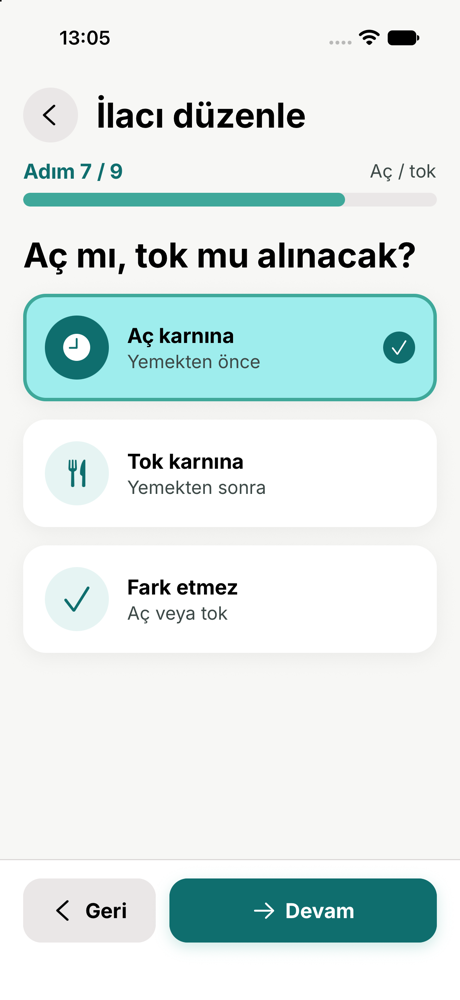 13:05
İlacı düzenle
Adım 7 / 9
Aç / tok
Aç mı, tok mu alınacak?
Aç karnına
Yemekten önce
Tok karnına
Yemekten sonra
Fark etmez
Aç veya tok
Geri
Devam